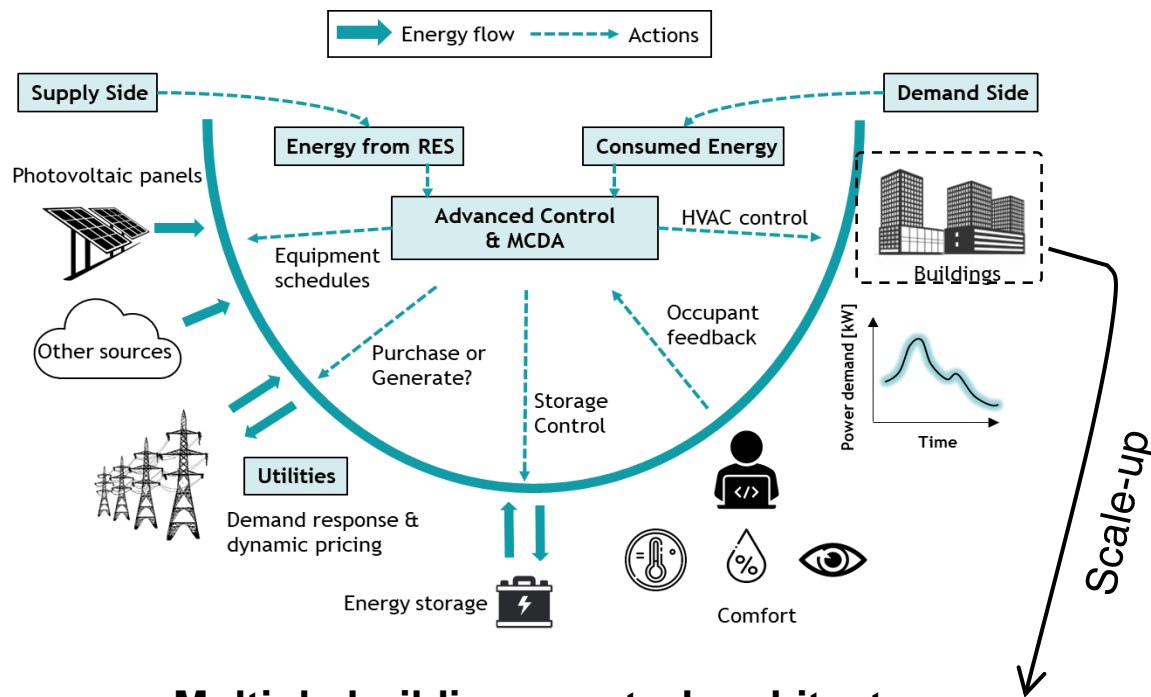 Energy flow
Actions
Supply Side
Demand Side
Energy from RES
Consumed Energy
Photovoltaic panels
Advanced Control
& MCDA
HVAC control
Equipment
schedules
Buildings
Other sources
Purchase or
Generate?
Occupant
feedback
Storage
Control
Power demand [kW]
Time
Utilities
Demand response &
dynamic pricing
</>
%
Energy storage
Comfort
Scale-up